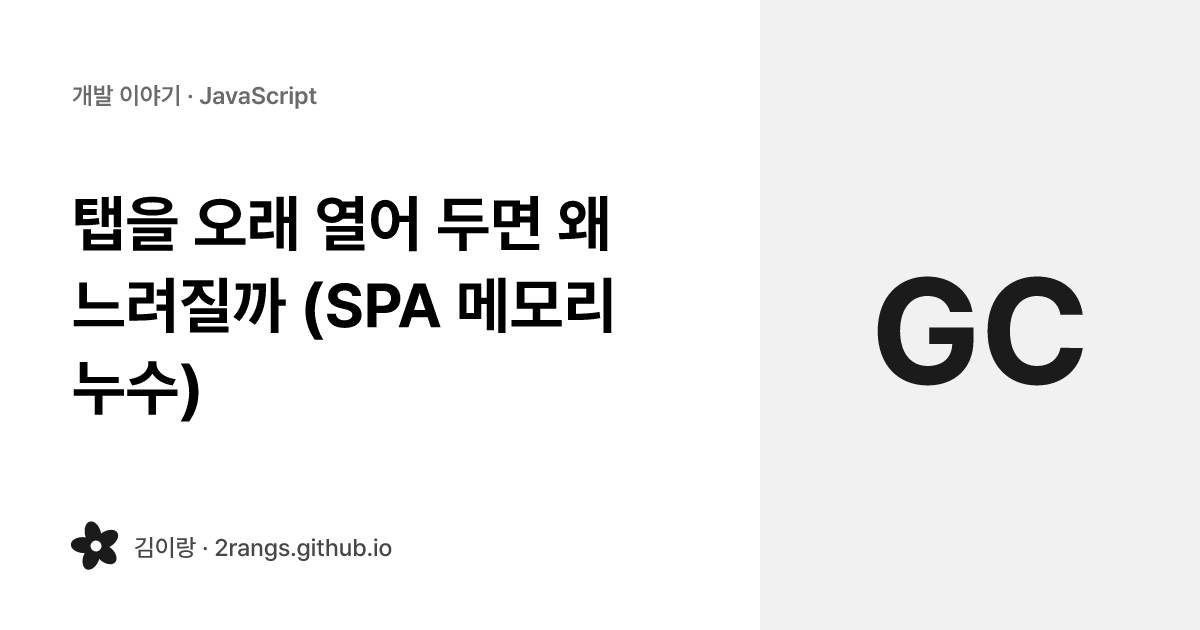 개발 이야기 · JavaScript
탭을 오래 열어 두면 왜
느려질까 (SPA 메모리
누수)
GC
김이랑 · 2rangs.github.io